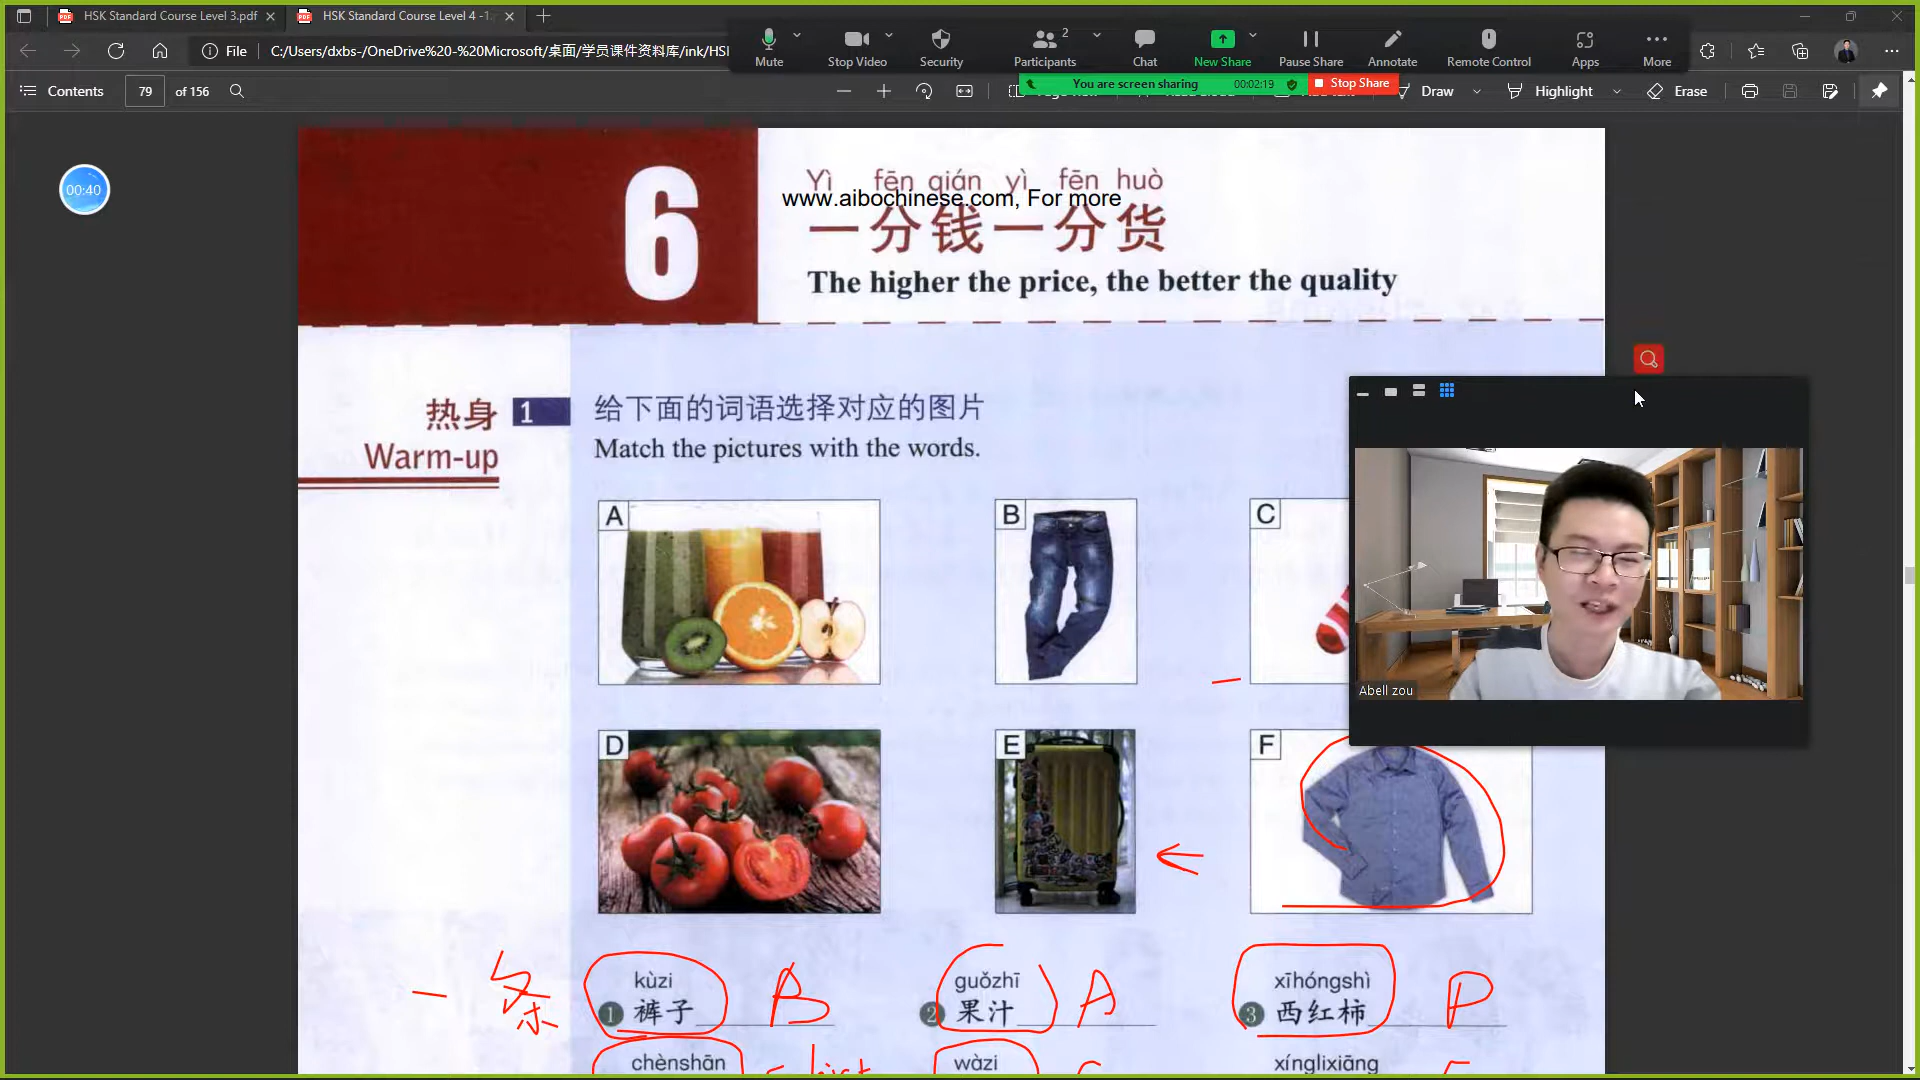 HSK Standard Course Level 3.pdf
HSK Standard Course Level 4 -1.
File
C:/Users/dxbs-/OneDrive%20-%20Microsoft/桌面/学员课件资料库/ink/HSI
Mute
Stop Video
Security
Participants
2
Chat
New Share
Pause Share
Annotate
Remote Control
Apps
More
You are screen sharing
00:02:19
Stop Share
Contents
79
of 156
Draw
Highlight
Erase
00:40
6
Yì fēn qián yì fēn huò
www.aibochinese.com, For more
一分钱一分货
The higher the price, the better the quality
热身
Warm-up
1
给下面的词语选择对应的图片
Match the pictures with the words.
A
B
C
Abell zou
D
E
F
一条
kùzi
1 裤子
B
guǒzhī
2 果汁
A
xīhóngshì
3 西红柿
D
chènshān
wàzi
xínglixiāng